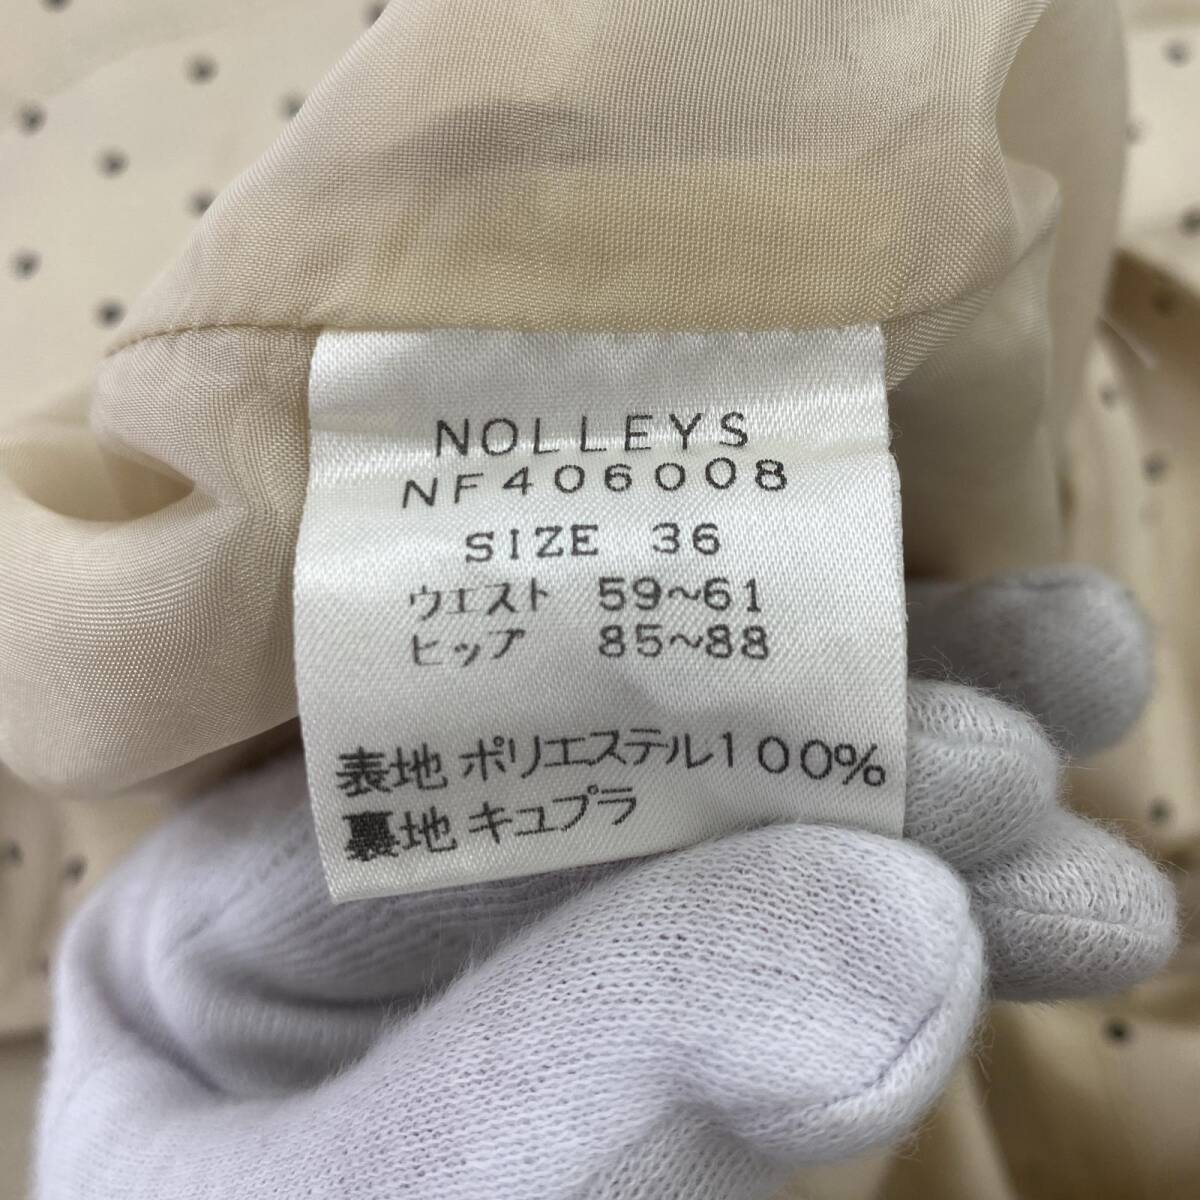 NOLLEYS
NF406008
SIZE 36
ウエスト 59〜61
ヒップ 85〜88
表地 ポリエステル100%
裏地 キュプラ